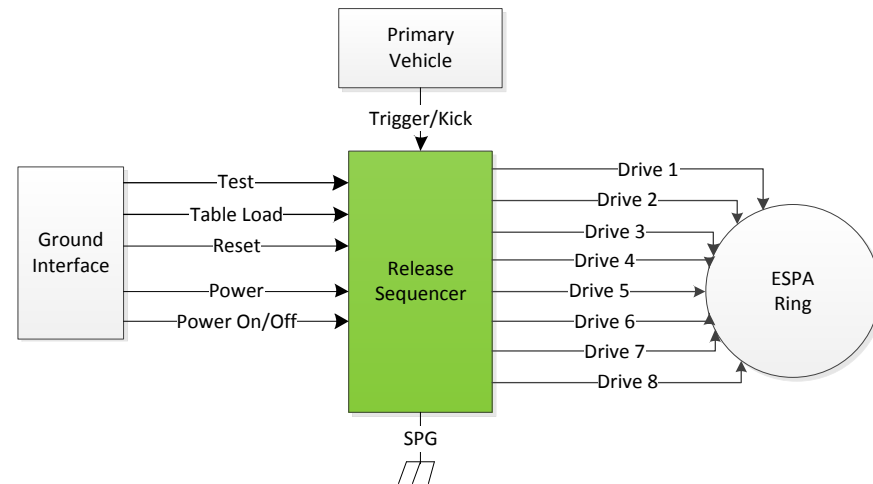 Primary
Vehicle
Trigger/Kick
Test
Table Load
Reset
Power
Power On/Off
Ground
Interface
Release
Sequencer
Drive 1
Drive 2
Drive 3
Drive 4
Drive 5
Drive 6
Drive 7
Drive 8
ESPA
Ring
SPG